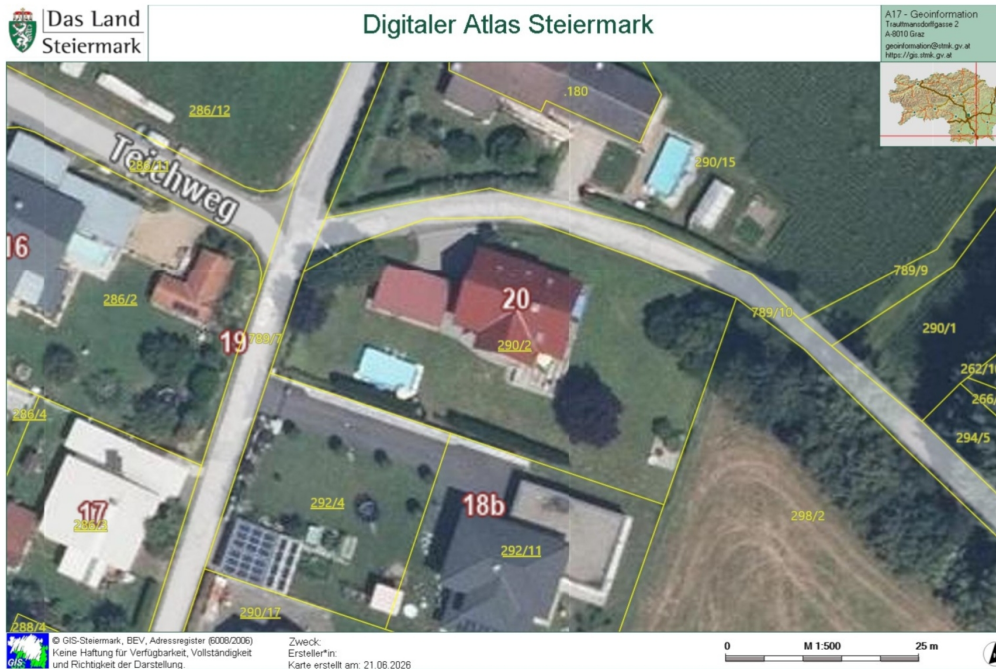 Das Land
Steiermark
Digitaler Atlas Steiermark
A17 - Geoinformation
Trauttmansdorffgasse 2
A-8010 Graz
geoinformation@stmk.gv.at
https://gis.stmk.gv.at
.180
286/12
Teichweg
290/15
16
789/9
286/2
20
789/10
290/1
19
789/7
290/2
262/1
266/
286/4
294/5
17
292/4
18b
298/2
292/11
290/17
288/4
GIS
© GIS-Steiermark, BEV, Adressregister (6008/2006)
Keine Haftung für Verfügbarkeit, Vollständigkeit
und Richtigkeit der Darstellung.
Zweck:
Ersteller*in:
Karte erstellt am: 21.06.2026
0 M 1:500 25 m